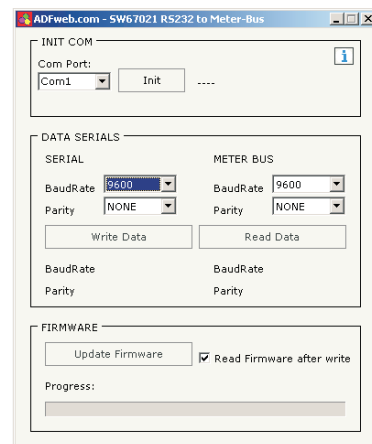 ADFweb.com - SW67021 RS232 to Meter-Bus
INIT COM
i
Com Port:
Com1 Init ----
DATA SERIALS
SERIAL METER BUS
BaudRate 9600 BaudRate 9600
Parity NONE Parity NONE
Write Data Read Data
BaudRate BaudRate
Parity Parity
FIRMWARE
Update Firmware Read Firmware after write
Progress: